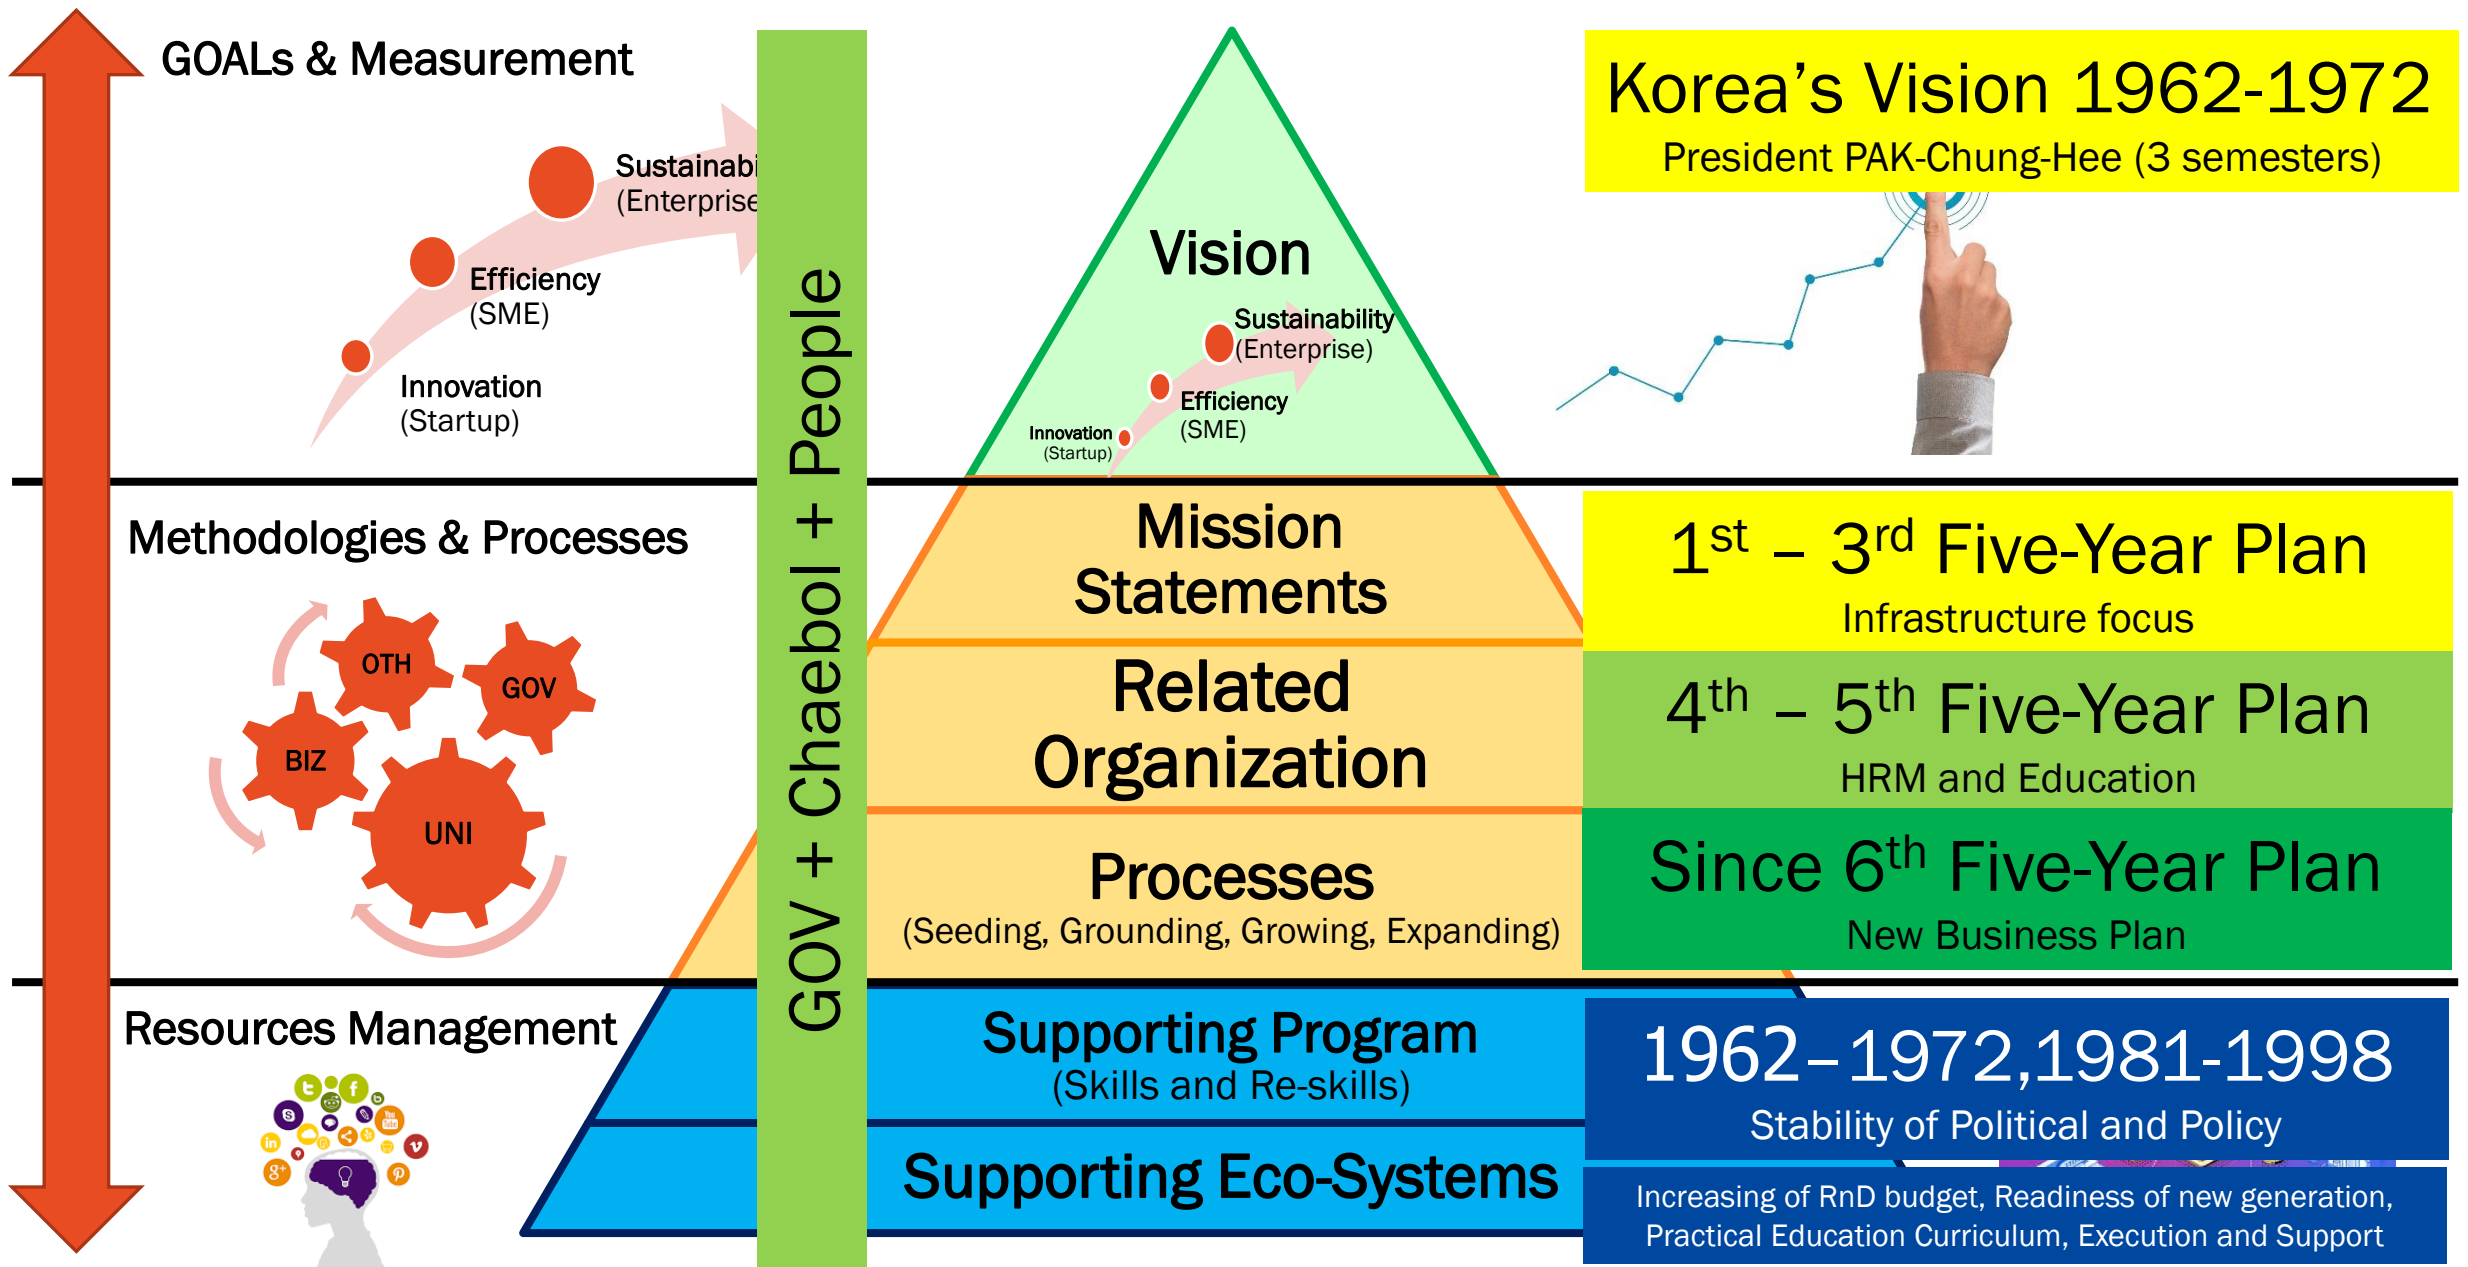 GOALs & Measurement
Sustainabi
(Enterprise
Efficiency
(SME)
Innovation
(Startup)
GOV + Chaebol + People
Vision
Sustainability
(Enterprise)
Efficiency
(SME)
Innovation
(Startup)
Korea's Vision 1962-1972
President PAK-Chung-Hee (3 semesters)
Methodologies & Processes
OTH
GOV
BIZ
UNI
Mission
Statements
Related
Organization
Processes
(Seeding, Grounding, Growing, Expanding)
1st – 3rd Five-Year Plan
Infrastructure focus
4th – 5th Five-Year Plan
HRM and Education
Since 6th Five-Year Plan
New Business Plan
Resources Management
Supporting Program
(Skills and Re-skills)
Supporting Eco-Systems
1962–1972,1981-1998
Stability of Political and Policy
Increasing of RnD budget, Readiness of new generation,
Practical Education Curriculum, Execution and Support